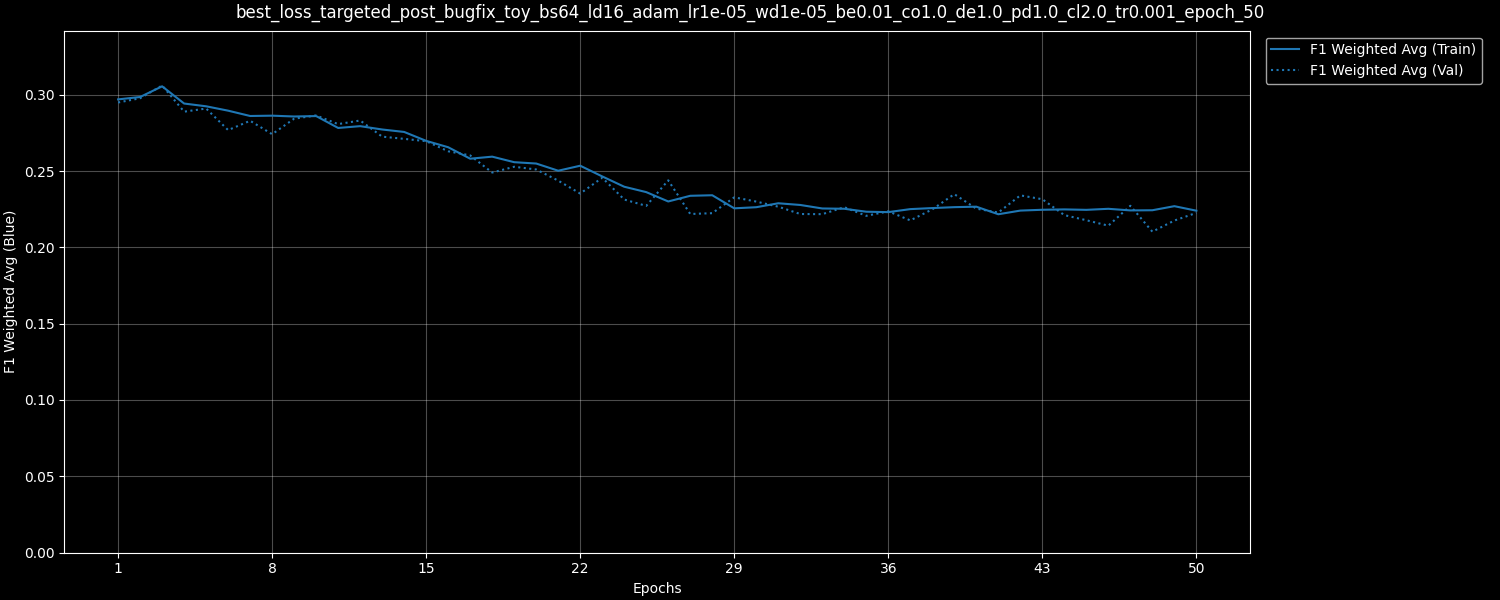 best_loss_targeted_post_bugfix_toy_bs64_ld16_adam_lr1e-05_wd1e-05_be0.01_co1.0_de1.0_pd1.0_cl2.0_tr0.001_epoch_50
F1 Weighted Avg (Train)
F1 Weighted Avg (Val)
F1 Weighted Avg (Blue)
0.30
0.25
0.20
0.15
0.10
0.05
0.00
1 8 15 22 29 36 43 50
Epochs